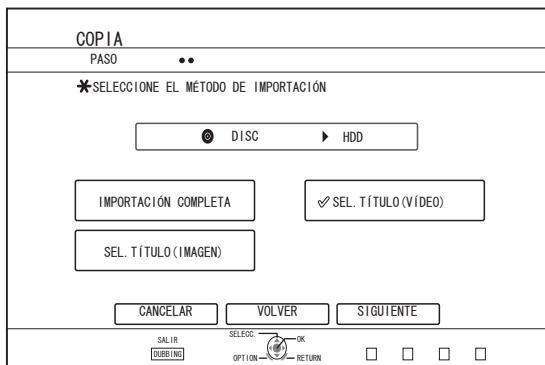 COPIA
PASO
*SELECCIONE EL MÉTODO DE IMPORTACIÓN
DISC ▶ HDD
IMPORTACIÓN COMPLETA
✓SEL. TÍTULO(VÍDEO)
SEL. TÍTULO(IMAGEN)
CANCELAR VOLVER SIGUIENTE
SALIR
DUBBING
SELECC.
OK
OPTION
RETURN